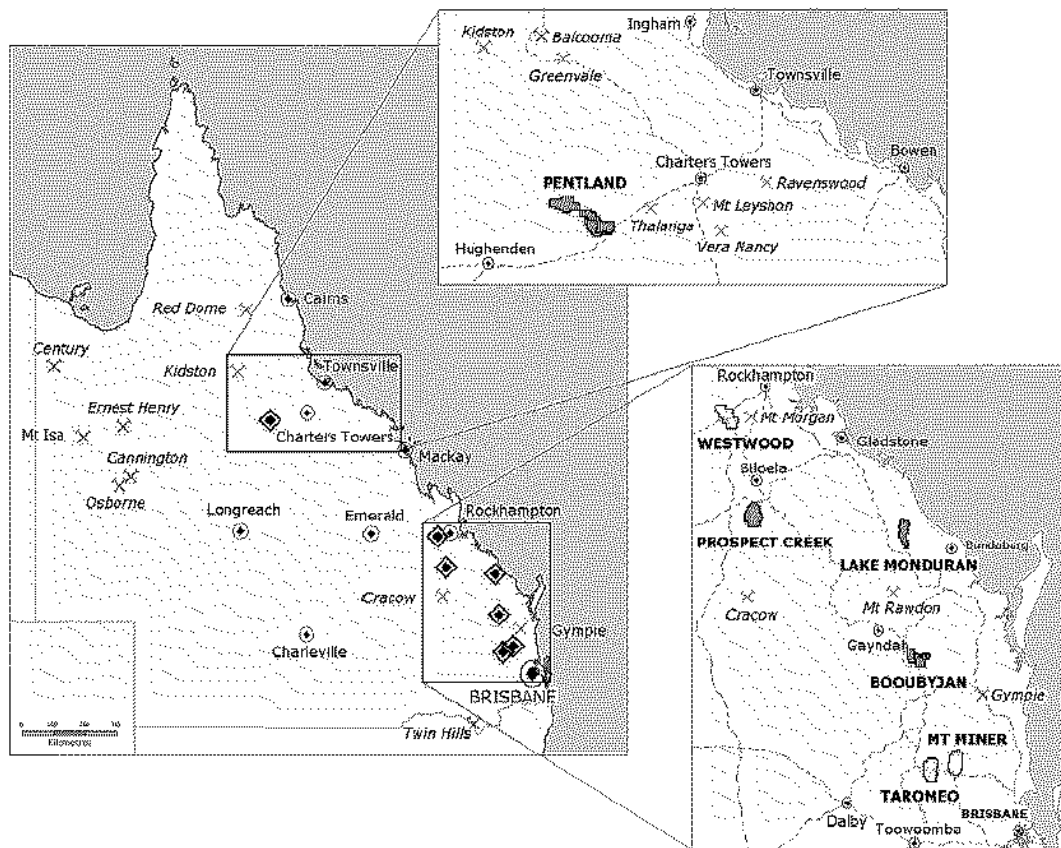 Ingham
Kidston
Balcooma
Greenvale
Townsville
Bowen
Charters Towers
PENTLAND
Ravenswood
Mt Leyshon
Thalanga
Vera Nancy
Hughenden
Cairns
Red Dome
Century
Kidston
Townsville
Ernest Henry
Mt Isa
Charters Towers
Mackay
Cannington
Osborne
Longreach
Emerald
Rockhampton
Cracow
Gympie
Charleville
BRISBANE
Twin Hills
Kilometres
Rockhampton
Mt Morgan
WESTWOOD
Gladstone
Biloela
PROSPECT CREEK
LAKE MONDURAN
Bundaberg
Mt Rawdon
Cracow
Gayndah
BOOUBYJAN
Gympie
MT MINER
TAROMEO
BRISBANE
Dalby
Toowoomba